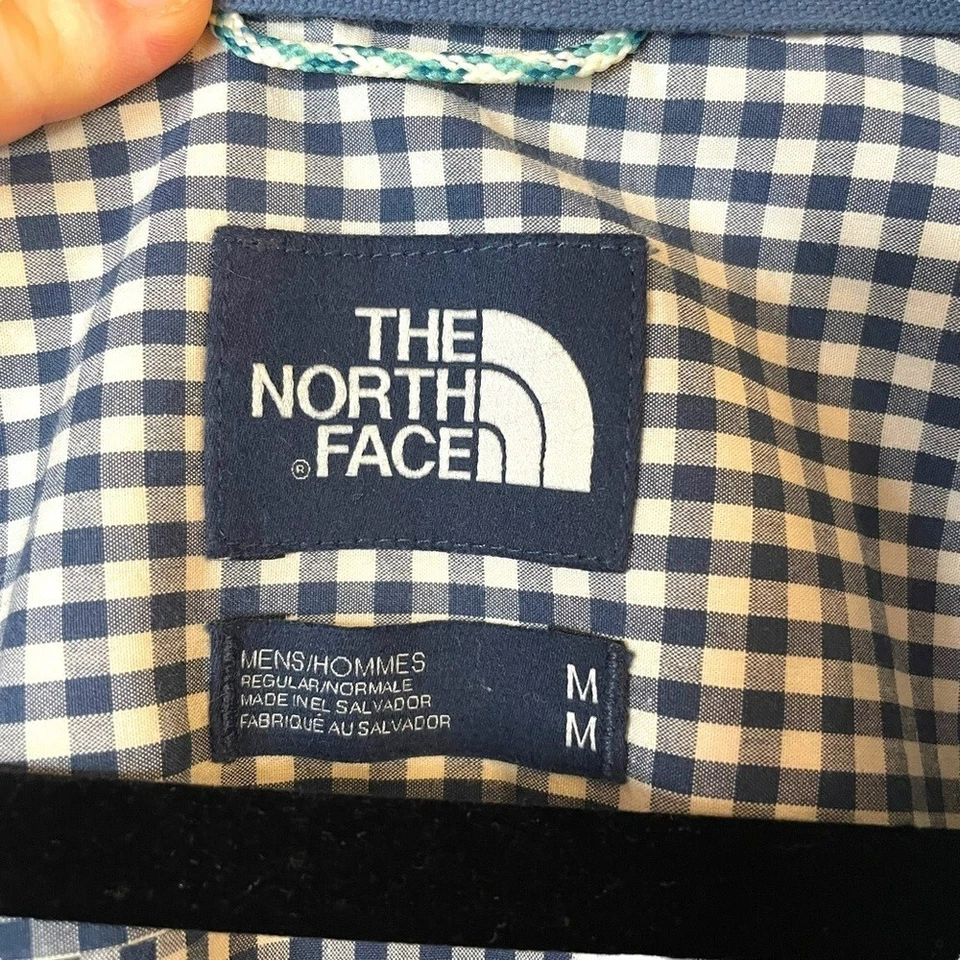 THE
NORTH
® FACE
MENS/HOMMES
REGULAR/NORMALE
MADE IN EL SALVADOR
FABRIQUÉ AU SALVADOR
M
M